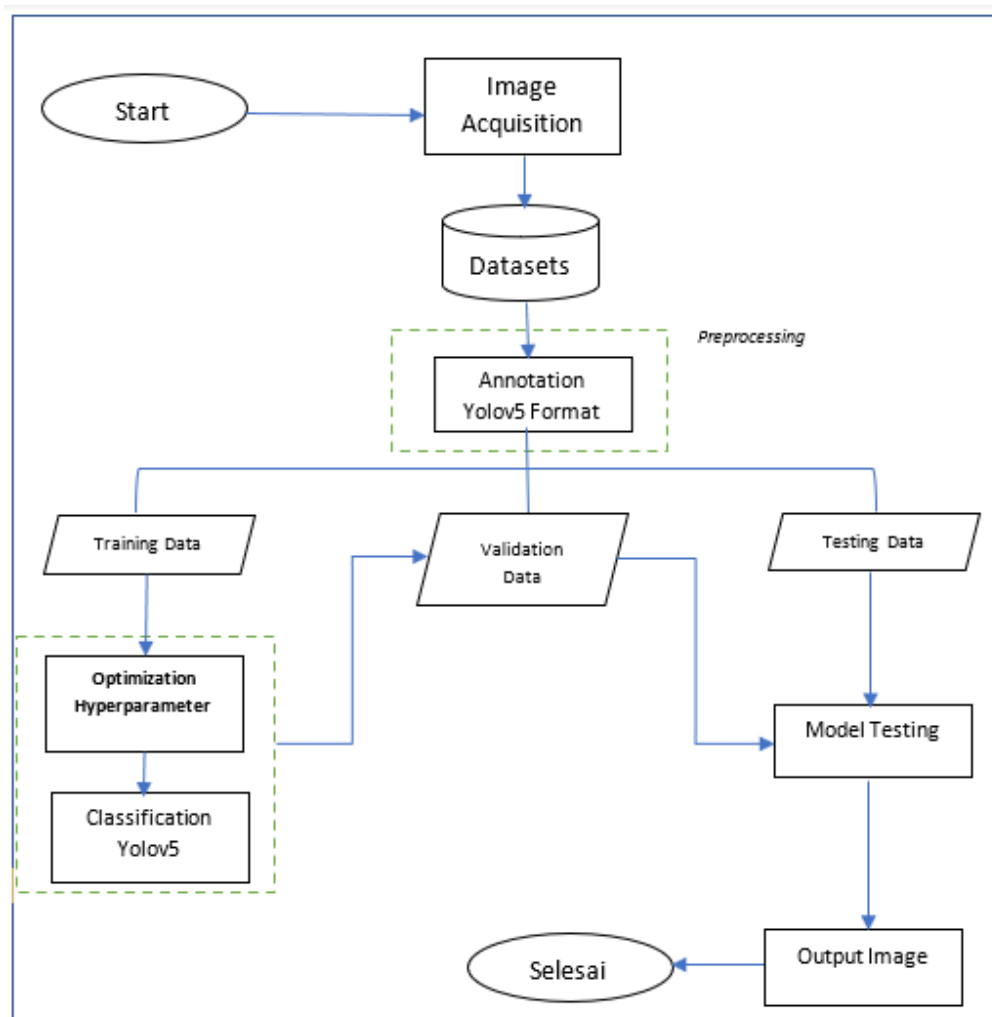 Start
Image
Acquisition
Datasets
Preprocessing
Annotation
Yolov5 Format
Training Data
Validation
Data
Testing Data
Optimization
Hyperparameter
Classification
Yolov5
Model Testing
Output Image
Selesai